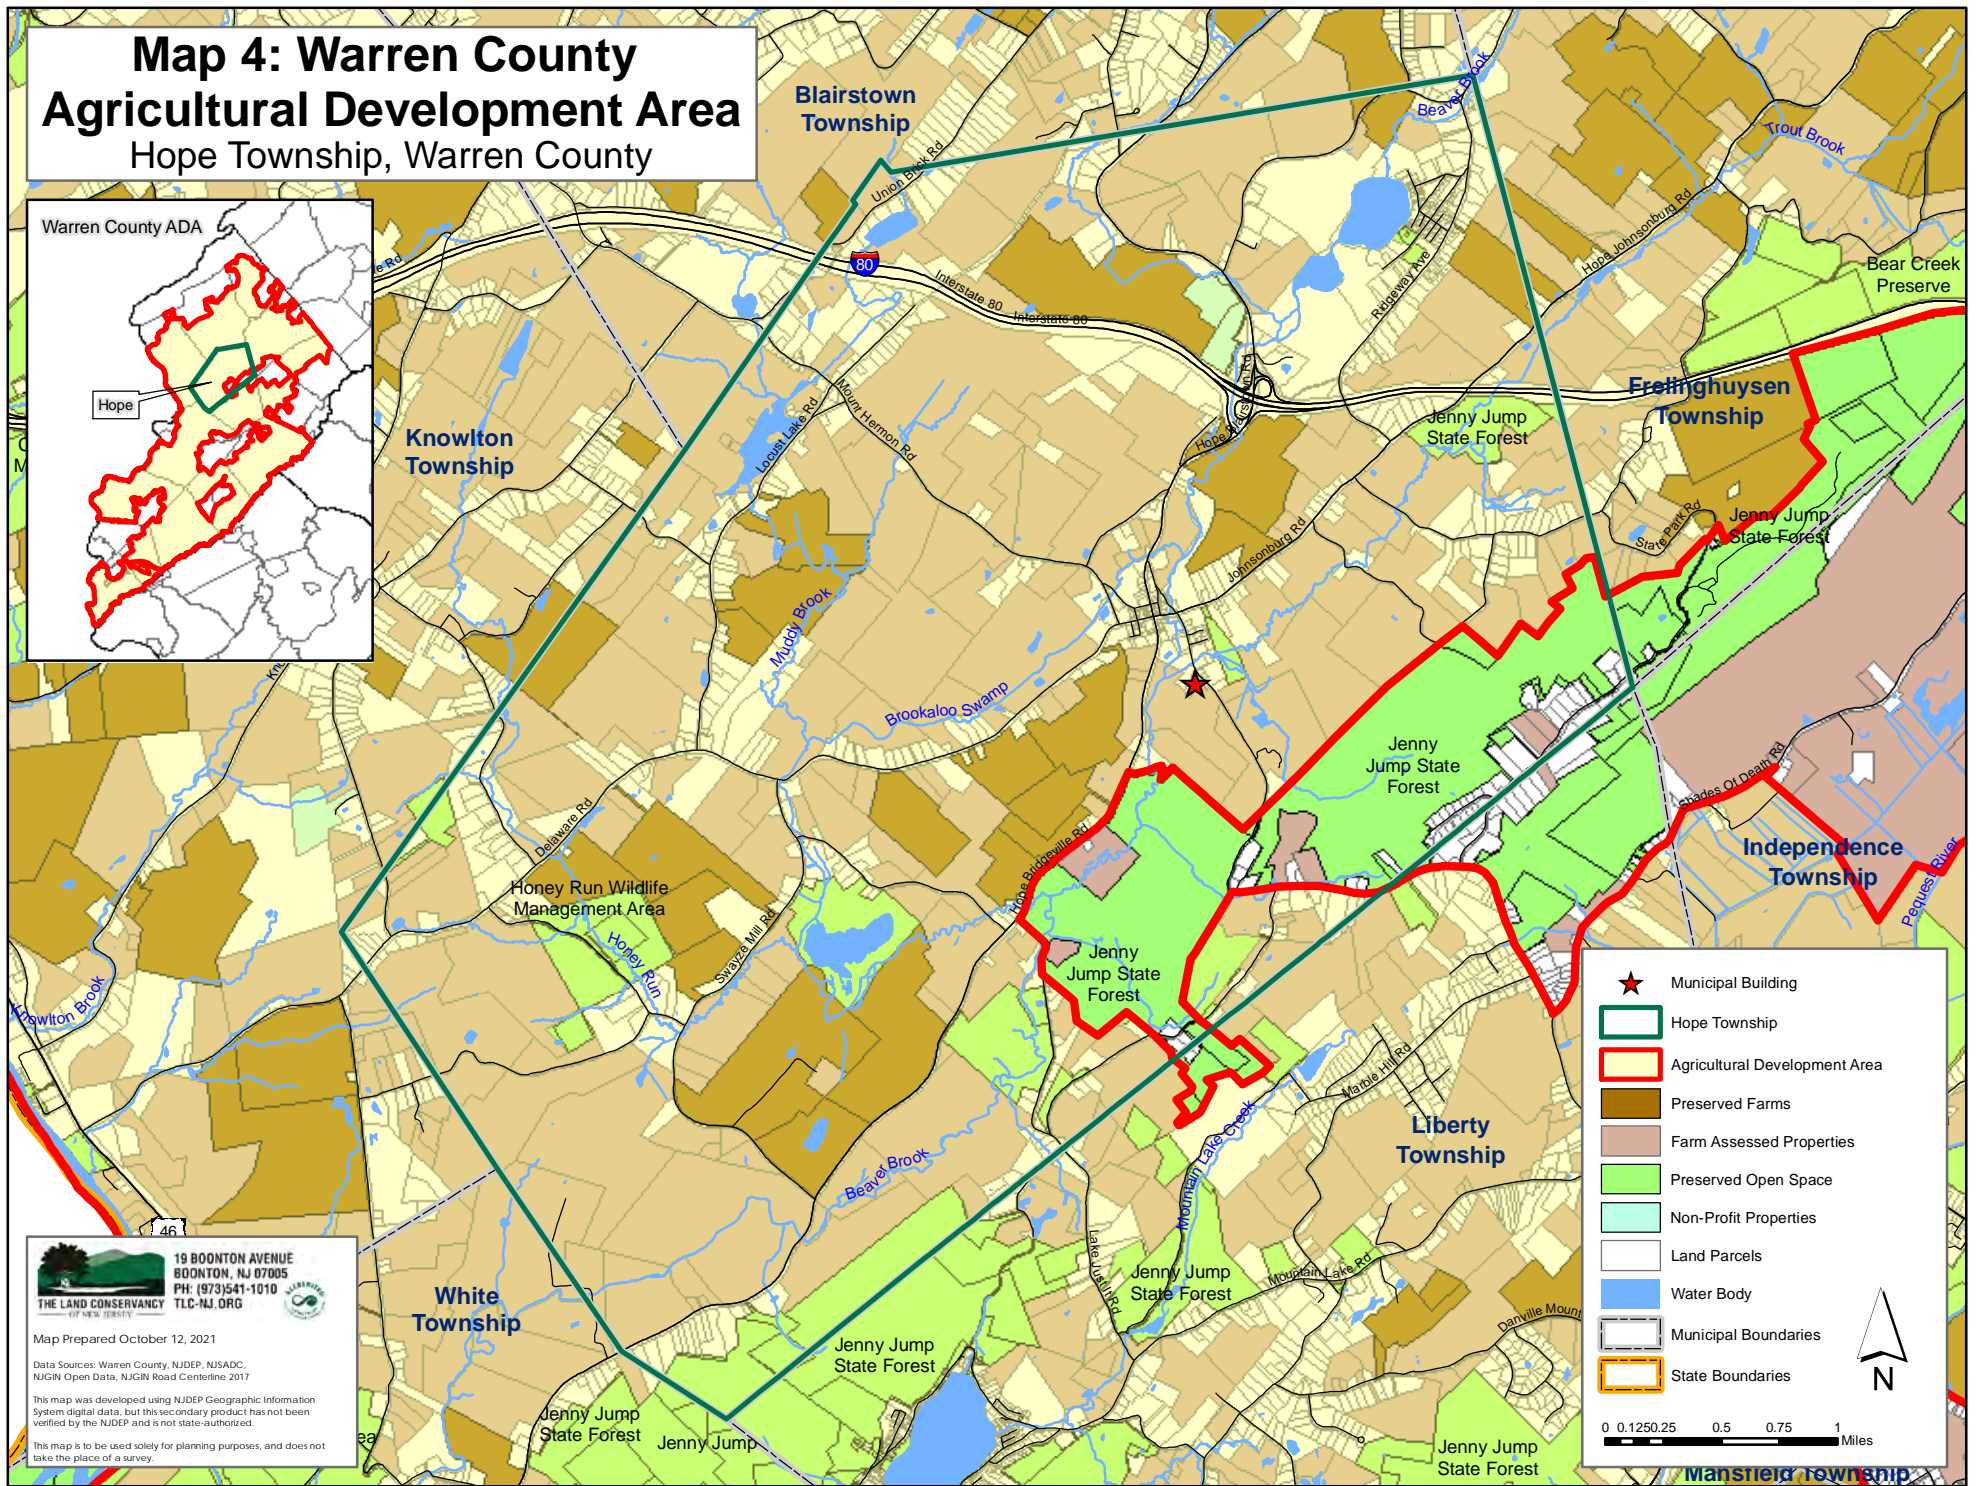 Map 4: Warren County
Agricultural Development Area
Hope Township, Warren County
Warren County ADA
Hope
Blairstown
Township
Beaver Brook
Trout Brook
Union Brick Rd
80
Interstate 80
Interstate 80
Ridgeway Ave
Hope Johnsonburg Rd
Bear Creek
Preserve
Frelinghuysen
Township
Jenny Jump
State Forest
Knowlton
Township
Locust Lake Rd
Mount Hermon Rd
Hope Blairstown Rd
Johnsonburg Rd
State Park Rd
Jenny Jump
State Forest
Muddy Brook
Brookaloo Swamp
Jenny
Jump State
Forest
Shades Of Death Rd
Independence
Township
Pequest River
Delaware Rd
Hope Bridgeville Rd
Honey Run Wildlife
Management Area
Honey Run
Swayze Mill Rd
Jenny
Jump State
Forest
Knowlton Brook
Marble Hill Rd
Liberty
Township
Mountain Lake Creek
Beaver Brook
46
Lake Just It Rd
Jenny Jump
State Forest
Mountain Lake Rd
Danville Mount
White
Township
Jenny Jump
State Forest
Jenny Jump
State Forest
Jenny Jump
Jenny Jump
State Forest
Mansfield Township
Municipal Building
Hope Township
Agricultural Development Area
Preserved Farms
Farm Assessed Properties
Preserved Open Space
Non-Profit Properties
Land Parcels
Water Body
Municipal Boundaries
State Boundaries
N
0 0.125 0.25 0.5 0.75 1
Miles
THE LAND CONSERVANCY
OF NEW JERSEY
19 BOONTON AVENUE
BOONTON, NJ 07005
PH: (973)541-1010
TLC-NJ.ORG
Map Prepared October 12, 2021
Data Sources: Warren County, NJDEP, NJSADC,
NJGIN Open Data, NJGIN Road Centerline 2017
This map was developed using NJDEP Geographic Information
System digital data, but this secondary product has not been
verified by the NJDEP and is not state-authorized.
This map is to be used solely for planning purposes, and does not
take the place of a survey.